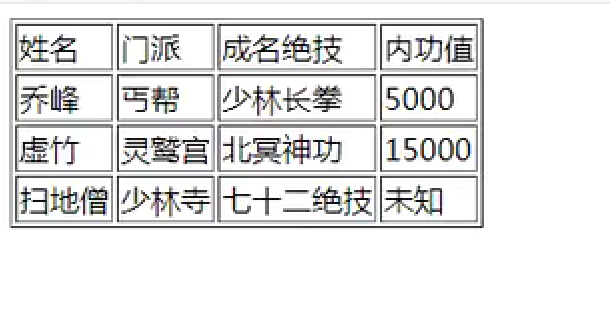 姓名 门派 成名绝技 内功值
乔峰 丐帮 少林长拳 5000
虚竹 灵鹫宫 北冥神功 15000
扫地僧 少林寺 七十二绝技 未知